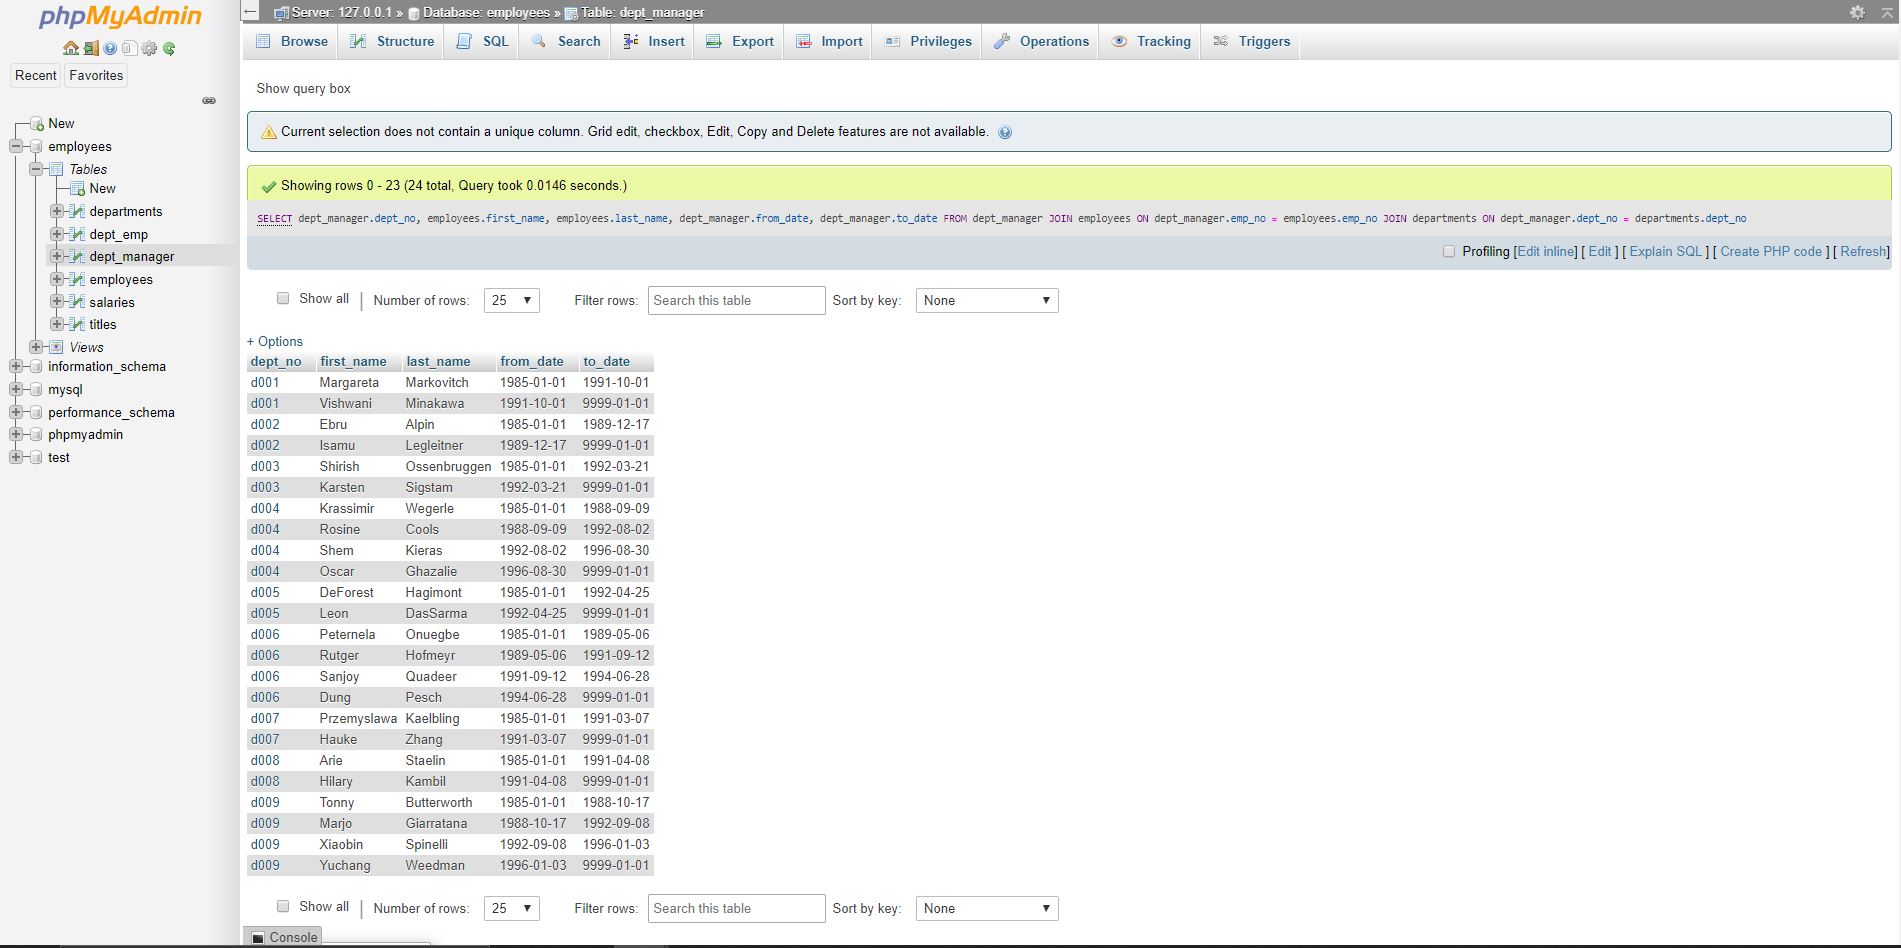 phpMyAdmin
Recent Favorites
New
employees
Tables
New
departments
dept_emp
dept_manager
employees
salaries
titles
Views
information_schema
mysql
performance_schema
phpmyadmin
test
Server: 127.0.0.1 » Database: employees » Table: dept_manager
Browse Structure SQL Search Insert Export Import Privileges Operations Tracking Triggers
Show query box
Current selection does not contain a unique column. Grid edit, checkbox, Edit, Copy and Delete features are not available.
Showing rows 0 - 23 (24 total, Query took 0.0146 seconds.)
SELECT dept_manager.dept_no, employees.first_name, employees.last_name, dept_manager.from_date, dept_manager.to_date FROM dept_manager JOIN employees ON dept_manager.emp_no = employees.emp_no JOIN departments ON dept_manager.dept_no = departments.dept_no
Profiling [Edit inline] [ Edit ] [ Explain SQL ] [ Create PHP code ] [ Refresh]
Show all | Number of rows: 25 Filter rows: Search this table Sort by key: None
+ Options
dept_no first_name last_name from_date to_date
d001 Margareta Markovitch 1985-01-01 1991-10-01
d001 Vishwani Minakawa 1991-10-01 9999-01-01
d002 Ebru Alpin 1985-01-01 1989-12-17
d002 Isamu Legleitner 1989-12-17 9999-01-01
d003 Shirish Ossenbruggen 1985-01-01 1992-03-21
d003 Karsten Sigstam 1992-03-21 9999-01-01
d004 Krassimir Wegerle 1985-01-01 1988-09-09
d004 Rosine Cools 1988-09-09 1992-08-02
d004 Shem Kieras 1992-08-02 1996-08-30
d004 Oscar Ghazalie 1996-08-30 9999-01-01
d005 DeForest Hagimont 1985-01-01 1992-04-25
d005 Leon DasSarma 1992-04-25 9999-01-01
d006 Peternela Onuegbe 1985-01-01 1989-05-06
d006 Rutger Hofmeyr 1989-05-06 1991-09-12
d006 Sanjoy Quadeer 1991-09-12 1994-06-28
d006 Dung Pesch 1994-06-28 9999-01-01
d007 Przemyslawa Kaelbling 1985-01-01 1991-03-07
d007 Hauke Zhang 1991-03-07 9999-01-01
d008 Arie Staelin 1985-01-01 1991-04-08
d008 Hilary Kambil 1991-04-08 9999-01-01
d009 Tonny Butterworth 1985-01-01 1988-10-17
d009 Marjo Giarratana 1988-10-17 1992-09-08
d009 Xiaobin Spinelli 1992-09-08 1996-01-03
d009 Yuchang Weedman 1996-01-03 9999-01-01
Show all | Number of rows: 25 Filter rows: Search this table Sort by key: None
Console